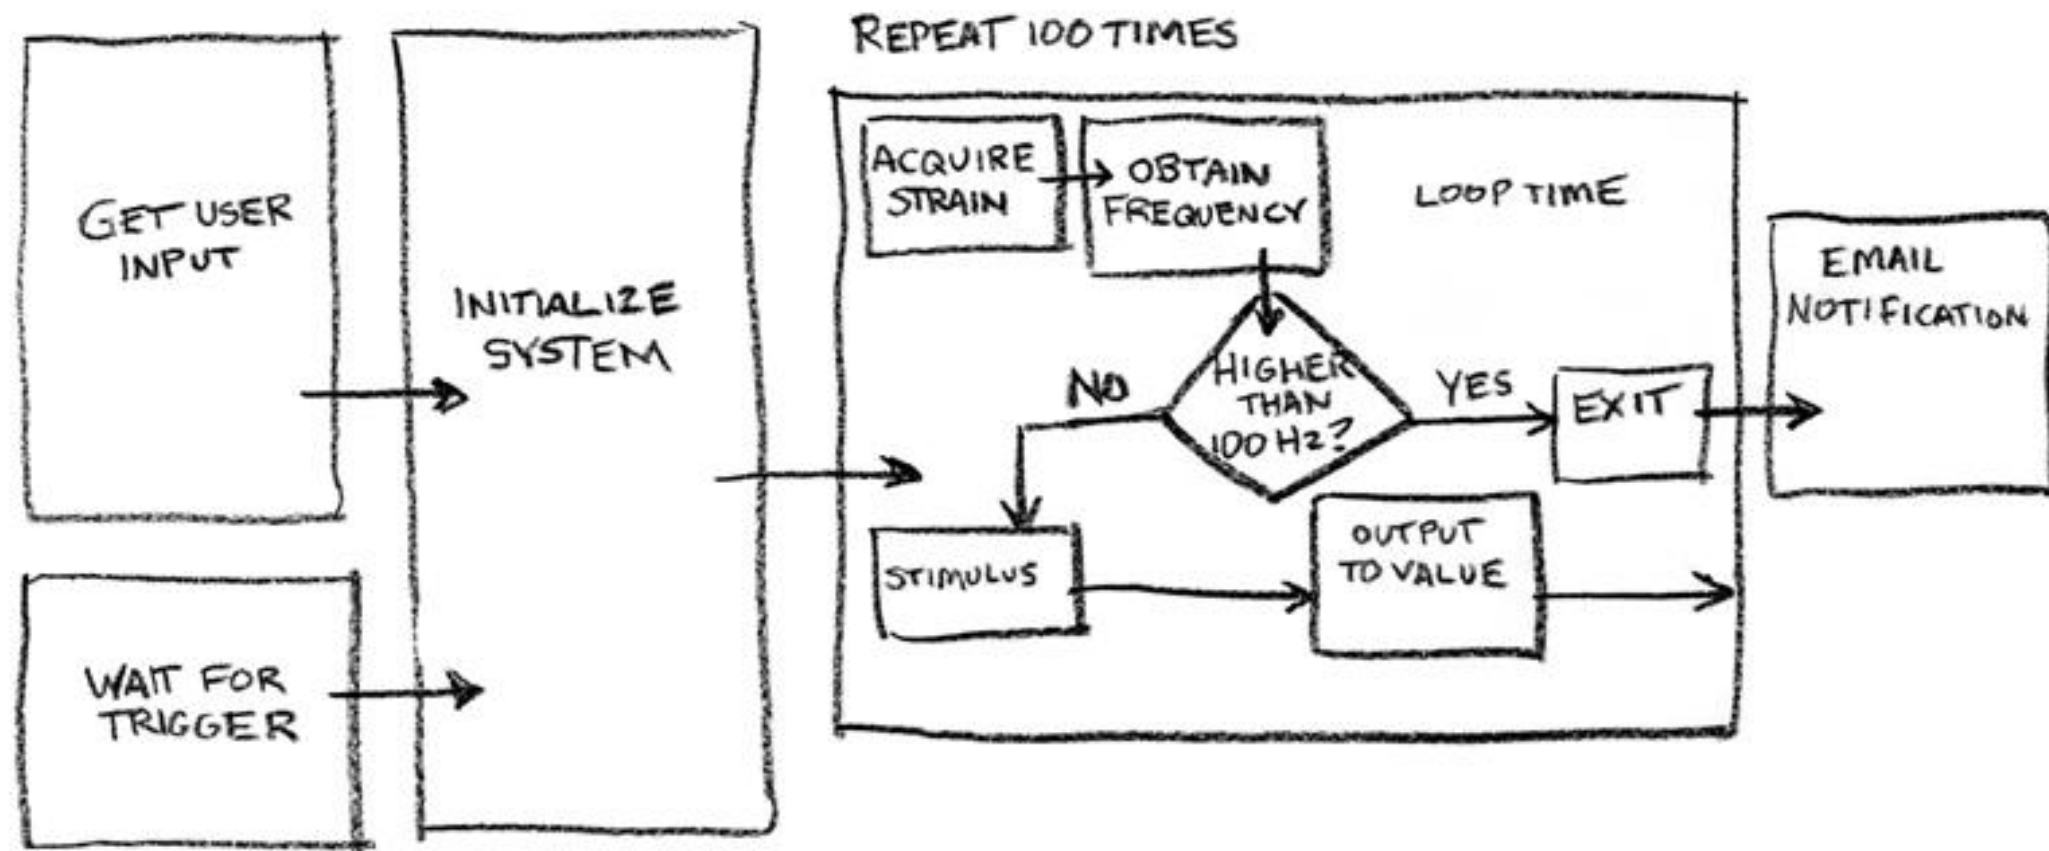 GET USER
INPUT
WAIT FOR
TRIGGER
INITIALIZE
SYSTEM
REPEAT 100 TIMES
ACQUIRE
STRAIN
OBTAIN
FREQUENCY
LOOP TIME
HIGHER
THAN
100 Hz?
NO
YES
EXIT
STIMULUS
OUTPUT
TO VALUE
EMAIL
NOTIFICATION